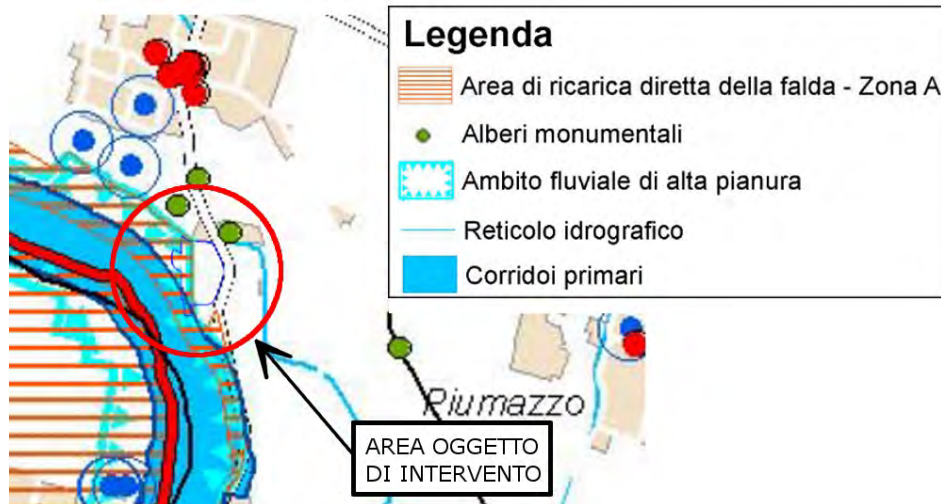 Legenda
Area di ricarica diretta della falda - Zona A
Alberi monumentali
Ambito fluviale di alta pianura
Reticolo idrografico
Corridoi primari
Piumazzo
AREA OGGETTO
DI INTERVENTO